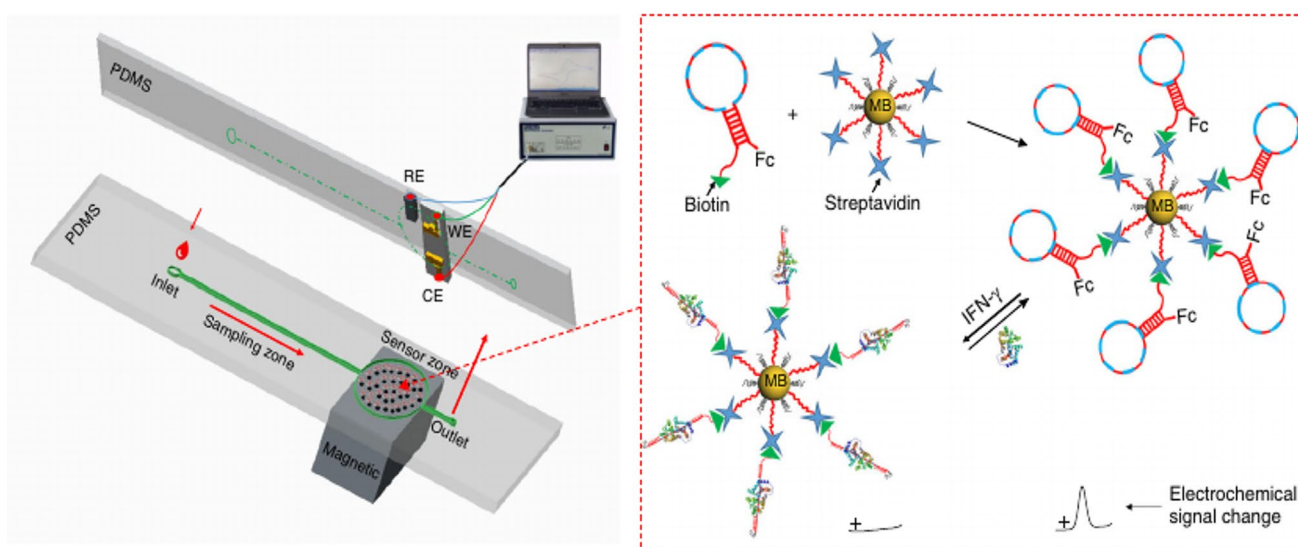 PDMS
RE
WE
CE
PDMS
Inlet
Sampling zone
Sensor zone
Outlet
Magnetic
Fc
Biotin
+
MB
Streptavidin
MB
Fc
Fc
Fc
Fc
Fc
Fc
IFN-γ
MB
+
+
Electrochemical
signal change